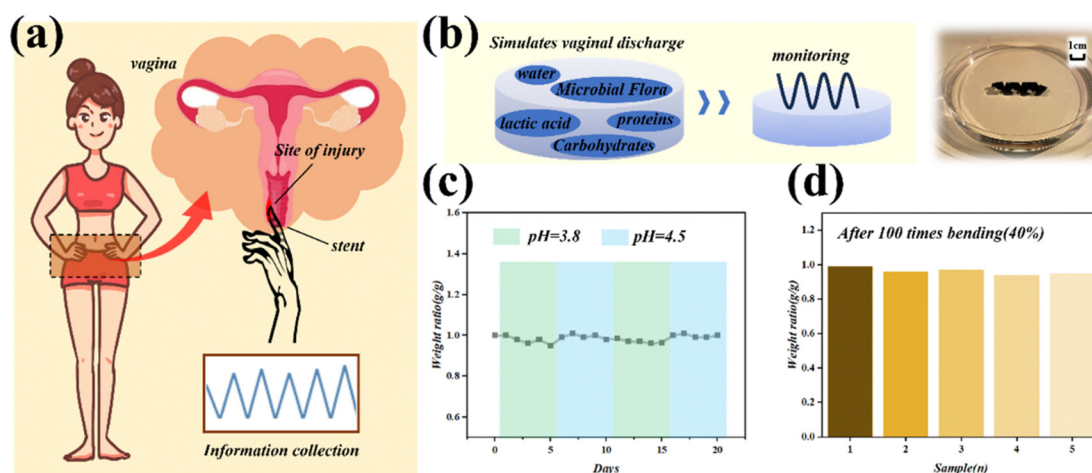 (a)
vagina
Site of injury
stent
Information collection
(b)
Simulates vaginal discharge
water
Microbial Flora
lactic acid
proteins
Carbohydrates
monitoring
1cm
(c)
1.6
1.4
1.2
1.0
0.8
0.6
Weight ratio(g/g)
pH=3.8
pH=4.5
0
5
10
15
20
Days
(d)
After 100 times bending(40%)
1.2
1.0
0.8
0.6
0.4
0.2
0.0
Weight ratio(g/g)
1
2
3
4
5
Sample(n)